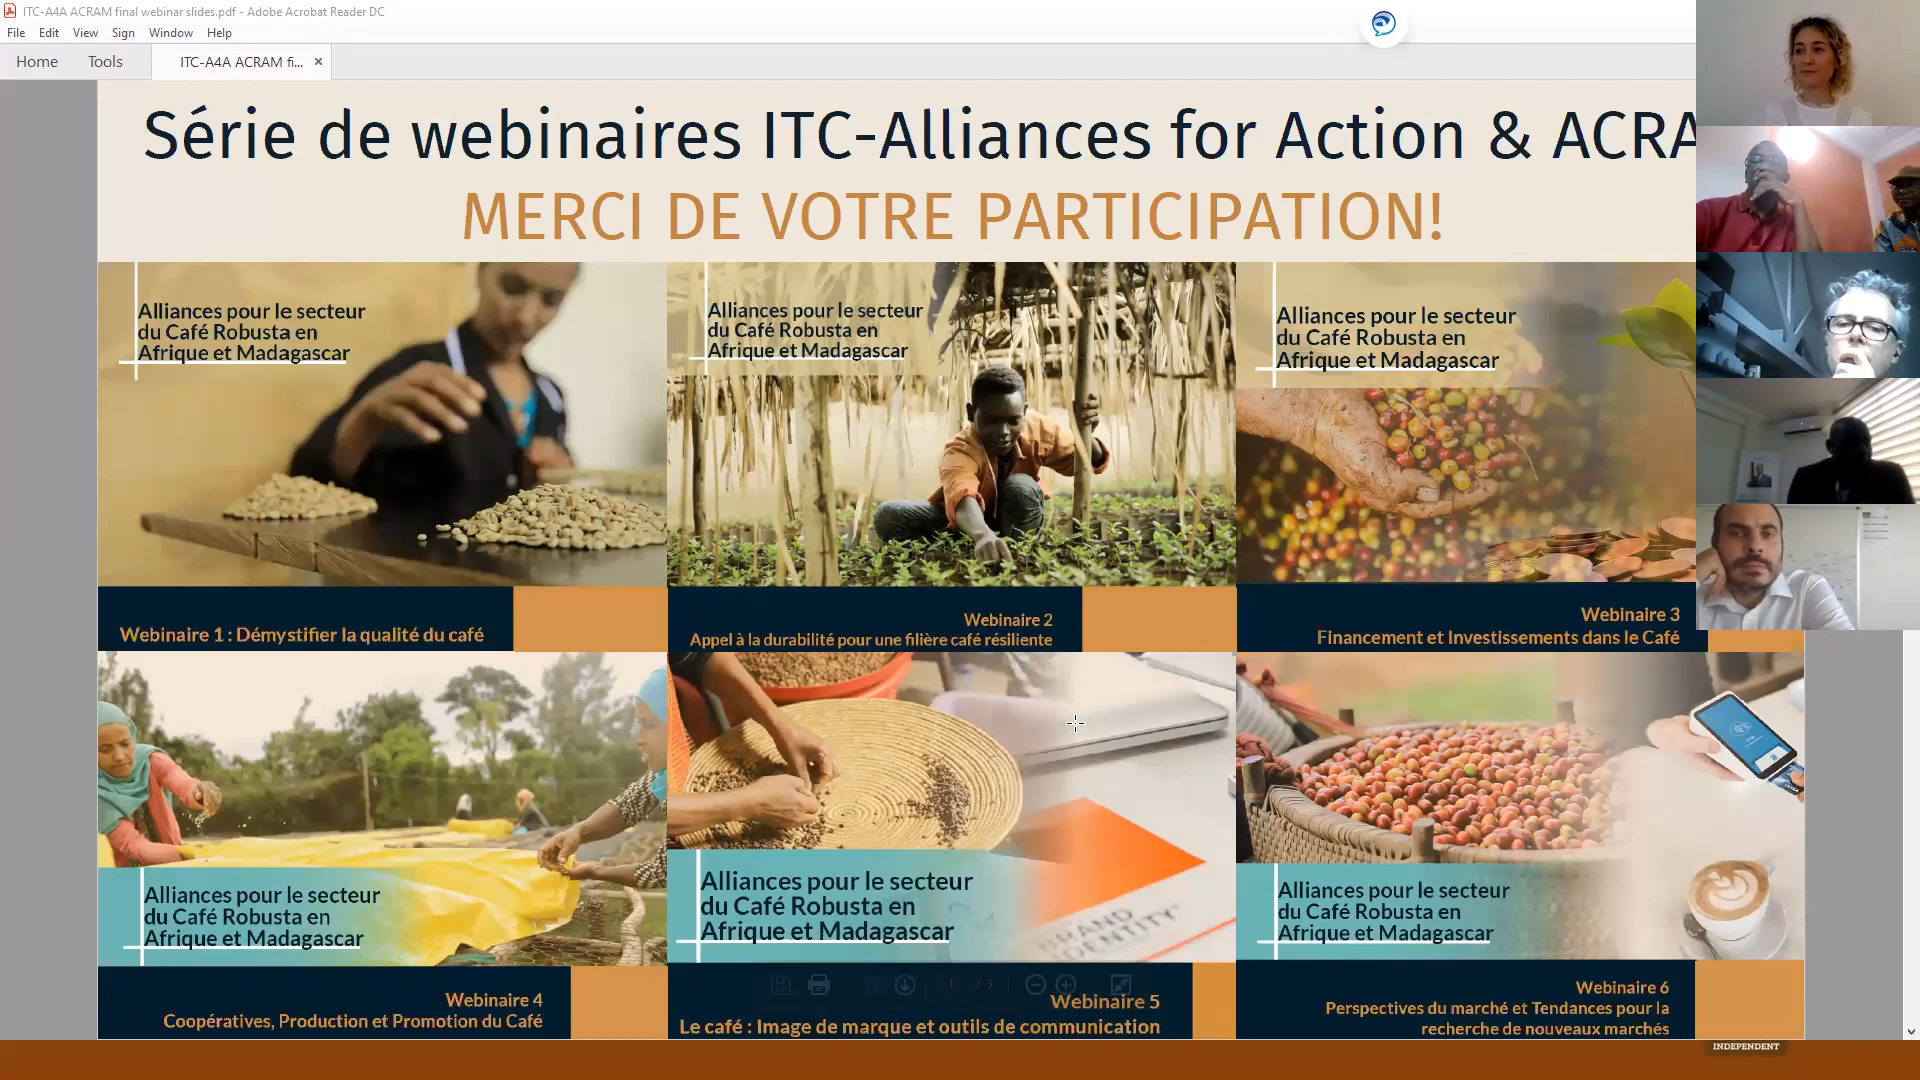 ITC-A4A ACRAM final webinar slides.pdf - Adobe Acrobat Reader DC
File Edit View Sign Window Help
Home Tools ITC-A4A ACRAM fi...
Série de webinaires ITC-Alliances for Action & ACRA
MERCI DE VOTRE PARTICIPATION!
Alliances pour le secteur
du Café Robusta en
Afrique et Madagascar
Webinaire 1 : Démystifier la qualité du café
Alliances pour le secteur
du Café Robusta en
Afrique et Madagascar
Webinaire 2
Appel à la durabilité pour une filière café résiliente
Alliances pour le secteur
du Café Robusta en
Afrique et Madagascar
Webinaire 3
Financement et Investissements dans le Café
Alliances pour le secteur
du Café Robusta en
Afrique et Madagascar
Webinaire 4
Coopératives, Production et Promotion du Café
Alliances pour le secteur
du Café Robusta en
Afrique et Madagascar
BRAND
IDENTITY
1 / 3
Webinaire 5
Le café : Image de marque et outils de communication
Alliances pour le secteur
du Café Robusta en
Afrique et Madagascar
Webinaire 6
Perspectives du marché et Tendances pour la
recherche de nouveaux marchés
INDEPENDENT